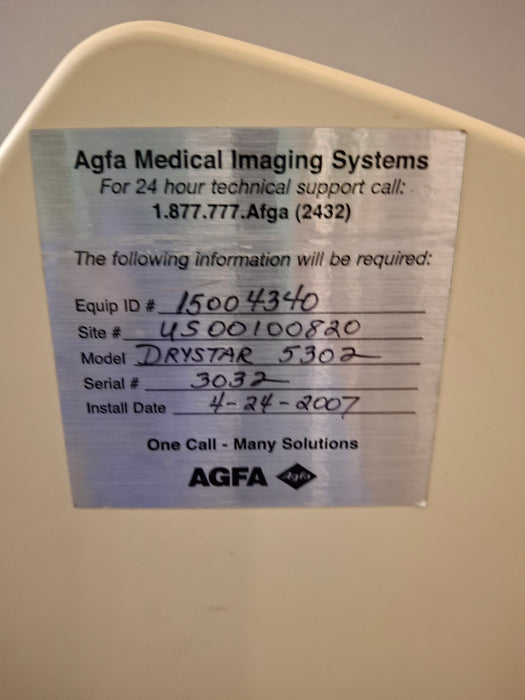 Agfa Medical Imaging Systems
For 24 hour technical support call:
1.877.777.Afga (2432)
The following information will be required:
Equip ID # 15004340
Site # US00100820
Model DRYSTAR 5302
Serial # 3032
Install Date 4-24-2007
One Call - Many Solutions
AGFA Agfa